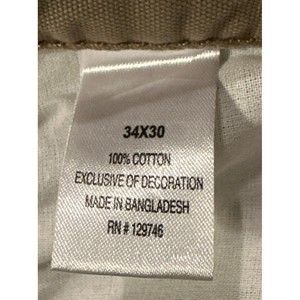 34X30
100% COTTON
EXCLUSIVE OF DECORATION
MADE IN BANGLADESH
RN # 129746